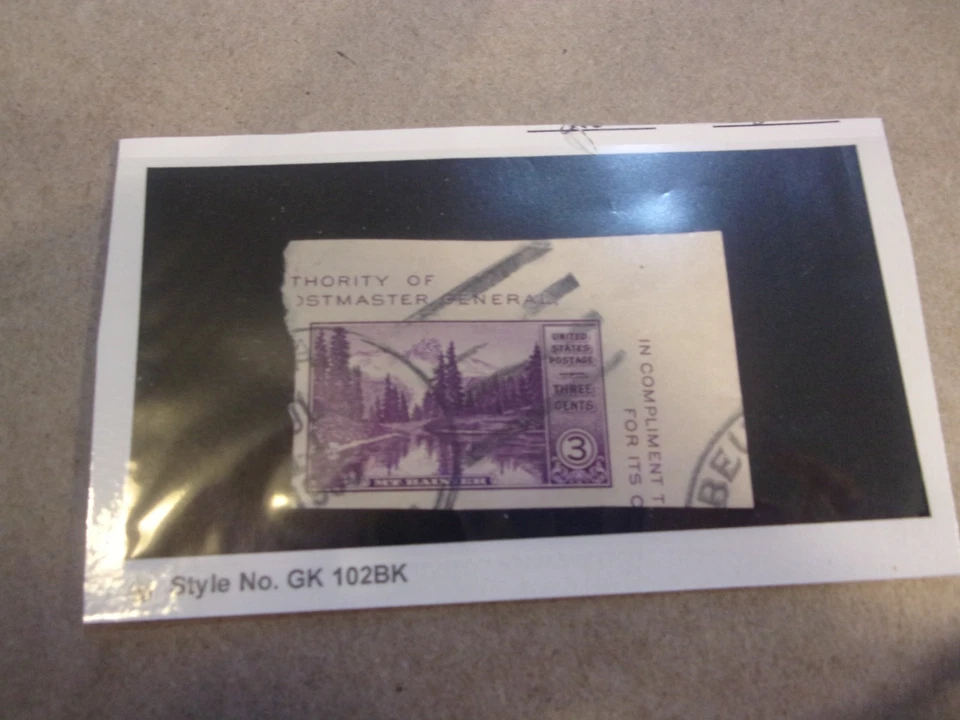 THORITY OF
OSTMASTER GENERAL,
UNITED
STATES
POSTAGE
THREE
CENTS
3
MT. RAINIER
IN COMPLIMENT T
FOR ITS C
BEL
Style No. GK 102BK